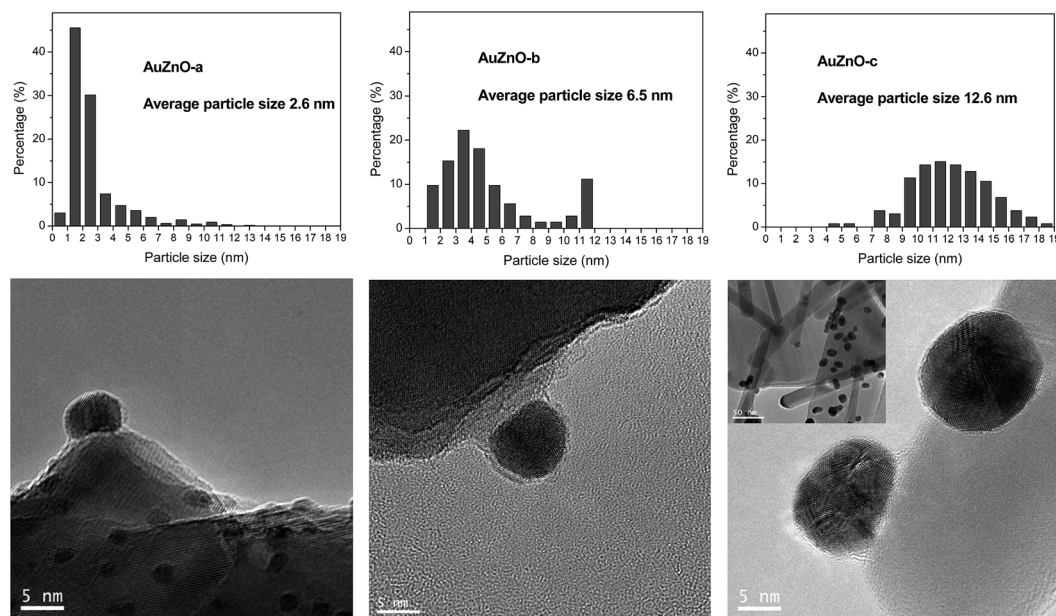 AuZnO-a
Average particle size 2.6 nm
Percentage (%)
40
30
20
10
0
0 1 2 3 4 5 6 7 8 9 10 11 12 13 14 15 16 17 18 19
Particle size (nm)
AuZnO-b
Average particle size 6.5 nm
Percentage (%)
40
30
20
10
0
0 1 2 3 4 5 6 7 8 9 10 11 12 13 14 15 16 17 18 19
Particle size (nm)
AuZnO-c
Average particle size 12.6 nm
Percentage (%)
40
30
20
10
0
0 1 2 3 4 5 6 7 8 9 10 11 12 13 14 15 16 17 18 19
Particle size (nm)
5 nm
5 nm
50 nm
5 nm